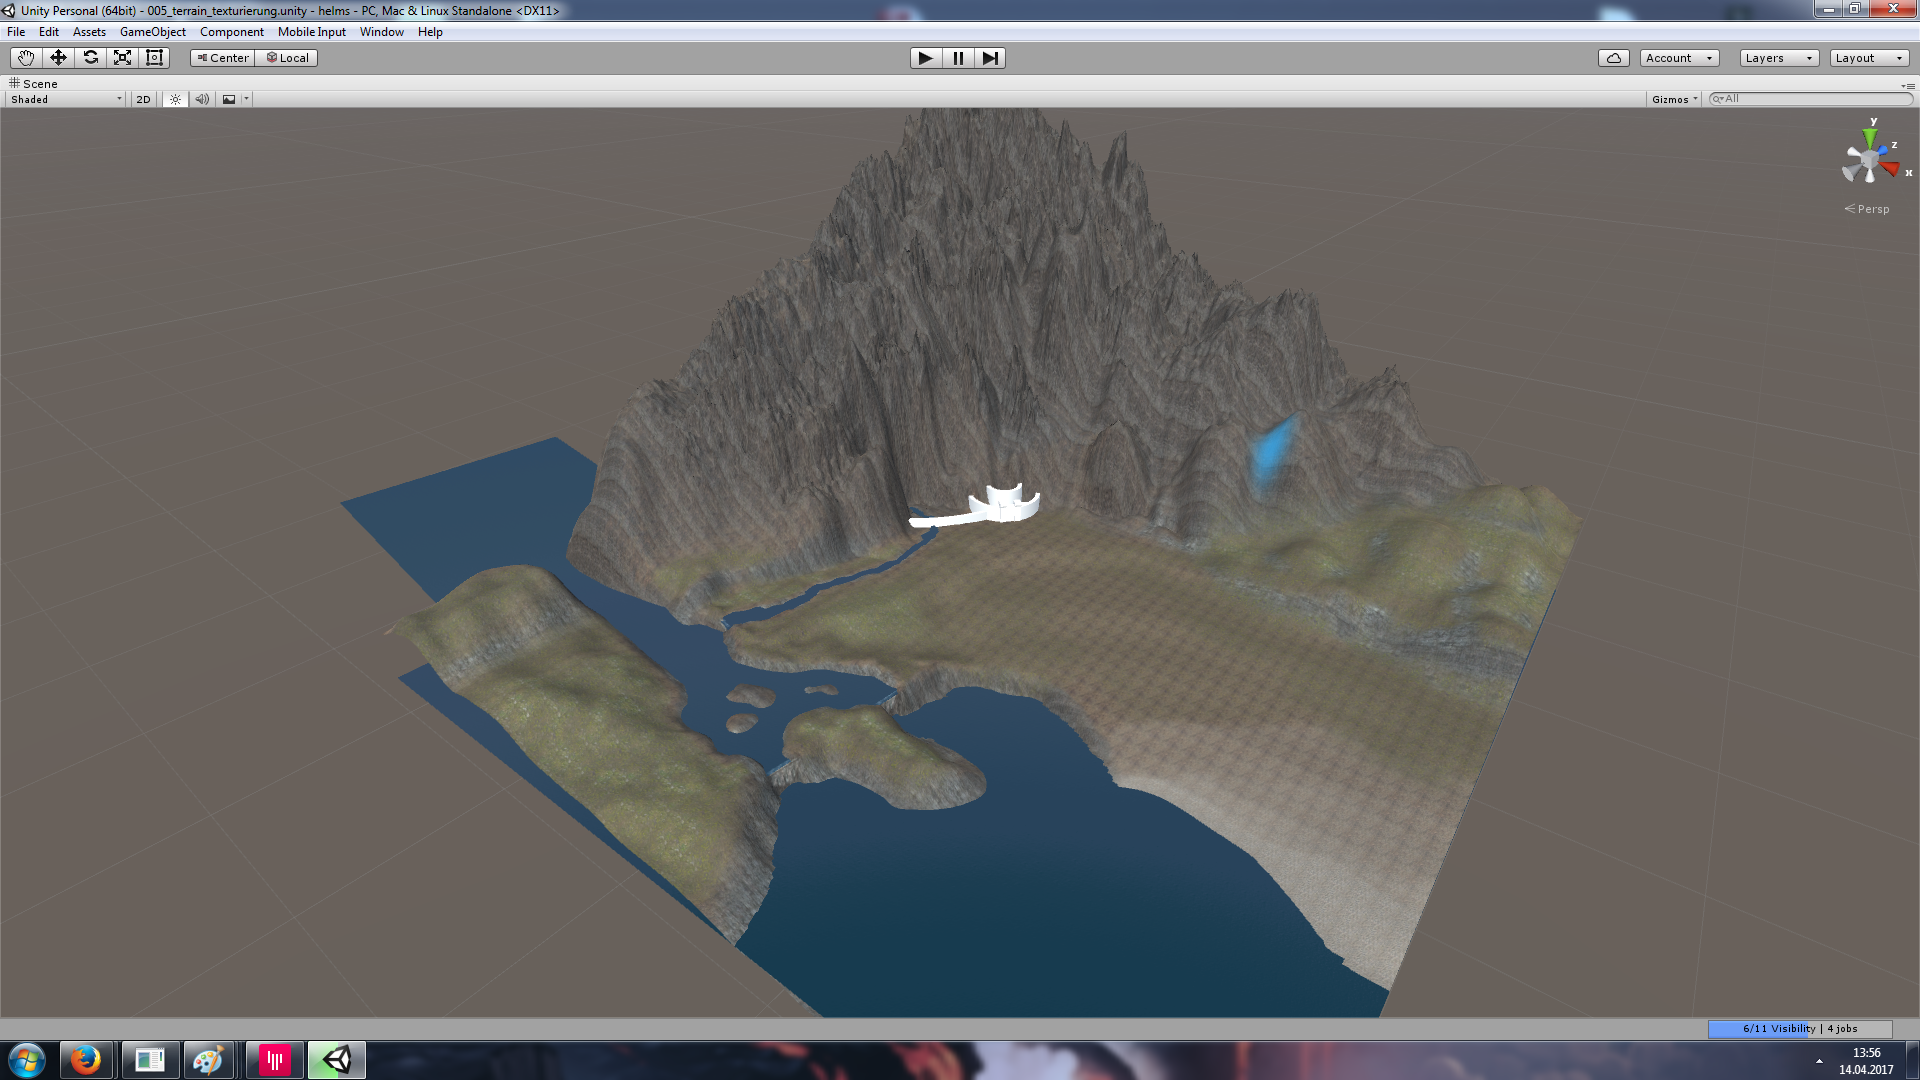 Unity Personal (64bit) - 005_terrain_texturierung.unity - helms - PC, Mac & Linux Standalone <DX11>
File Edit Assets GameObject Component Mobile Input Window Help
Center Local Account Layers Layout
Scene
Shaded 2D Gizmos All
y
z
x
Persp
6/11 Visibility | 4 jobs
13:56
14.04.2017